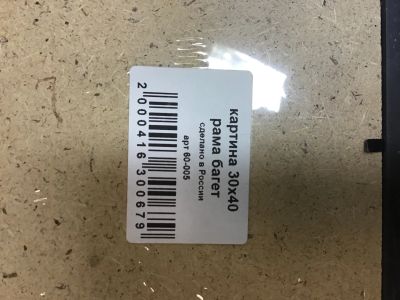 картина 30х40
рама багет
сделано в России
арт 60-005
2000416300679